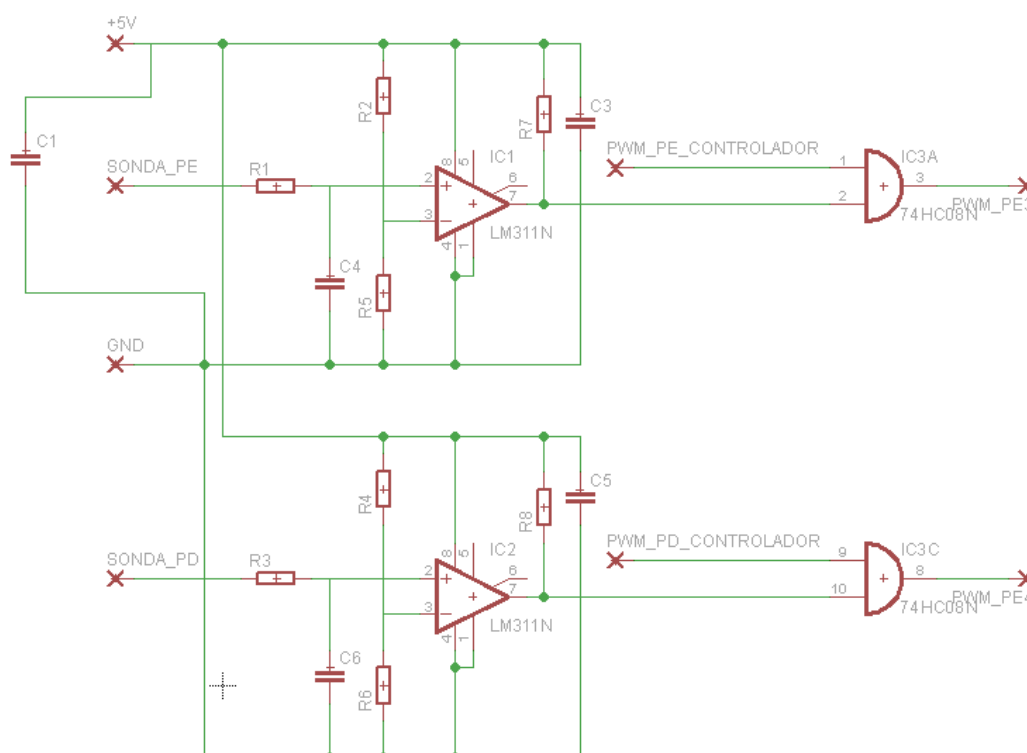 +5V
C1
SONDA_PE
R1
R2
C4
R5
GND
8
5
IC1
2
6
7
3
LM311N
4
1
R7
C3
PWM_PE_CONTROLADOR
1
2
IC3A
3
74HC08N
PWM_PE3
SONDA_PD
R3
R4
C6
R6
8
5
IC2
2
6
7
3
LM311N
4
1
R8
C5
PWM_PD_CONTROLADOR
9
10
IC3C
8
74HC08N
PWM_PE4